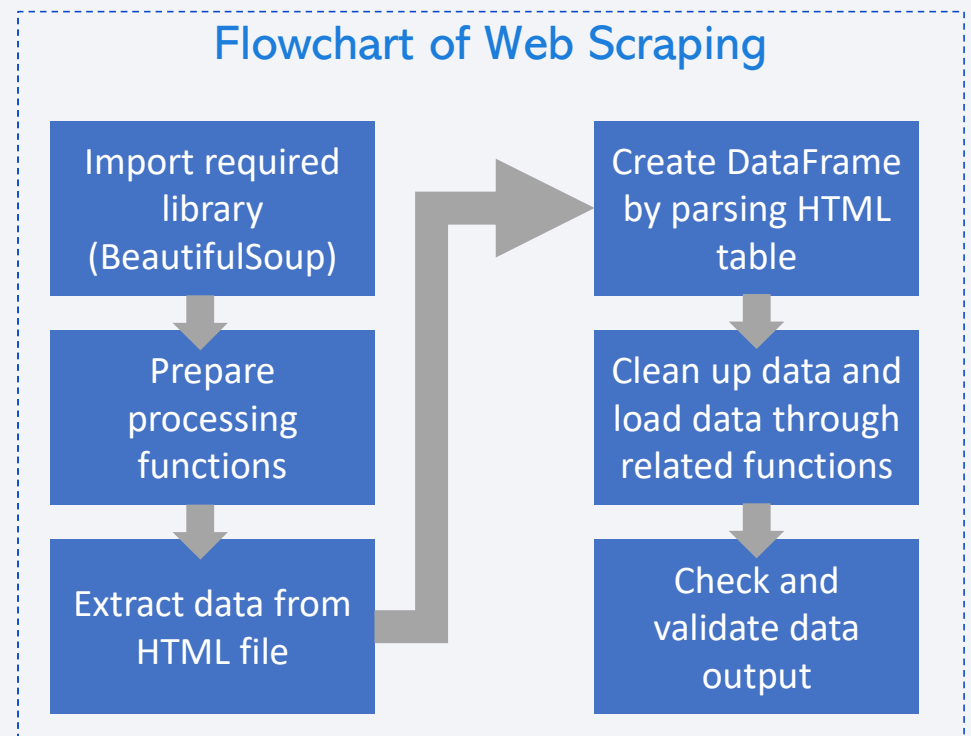 Flowchart of Web Scraping
Import required
library
(BeautifulSoup)
Prepare
processing
functions
Extract data from
HTML file
Create DataFrame
by parsing HTML
table
Clean up data and
load data through
related functions
Check and
validate data
output